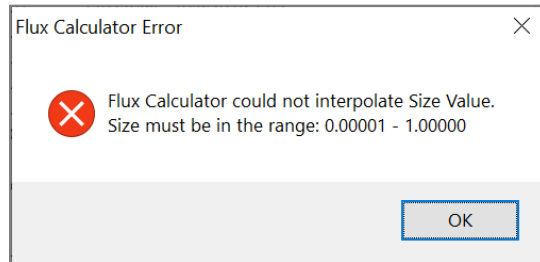 Flux Calculator Error
Flux Calculator could not interpolate Size Value.
Size must be in the range: 0.00001 - 1.00000
OK